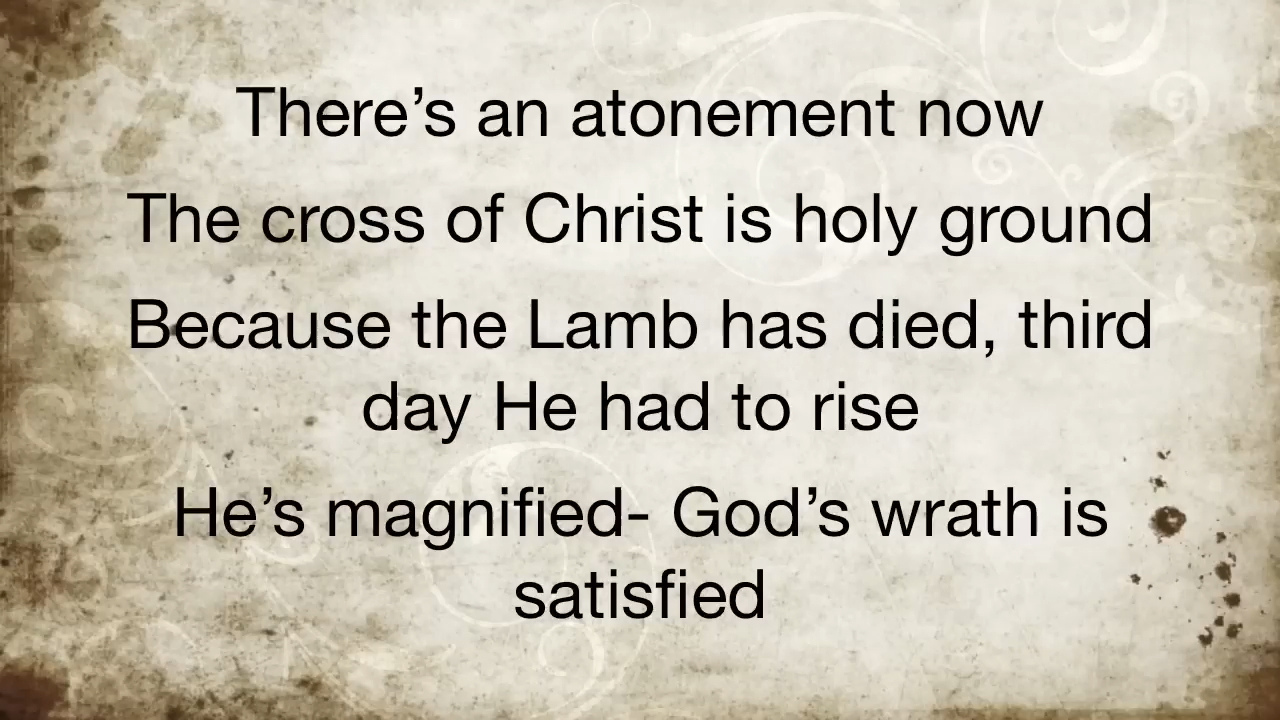 There’s an atonement now
The cross of Christ is holy ground
Because the Lamb has died, third
day He had to rise
He’s magnified- God’s wrath is
satisfied